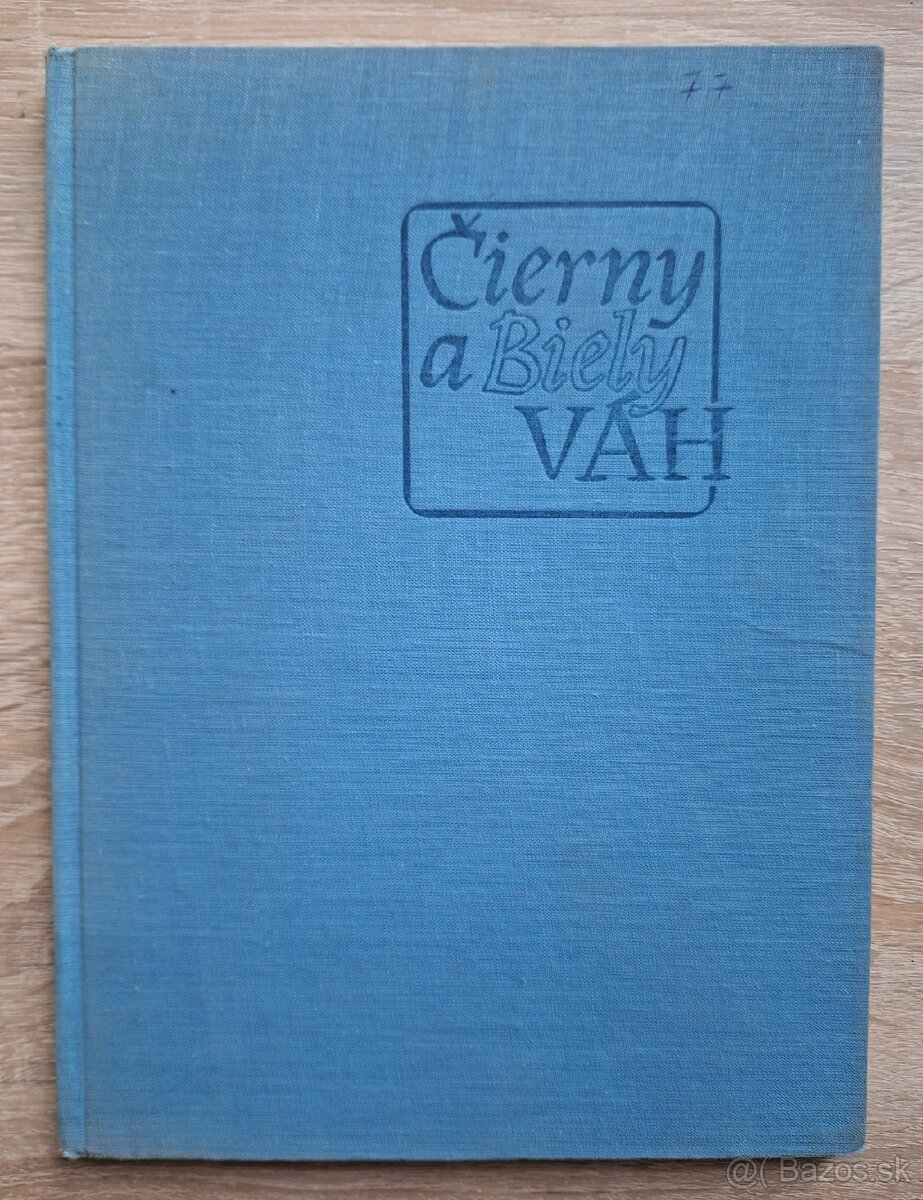 77
Čierny
a Biely
VÁH
@( Bazos.sk